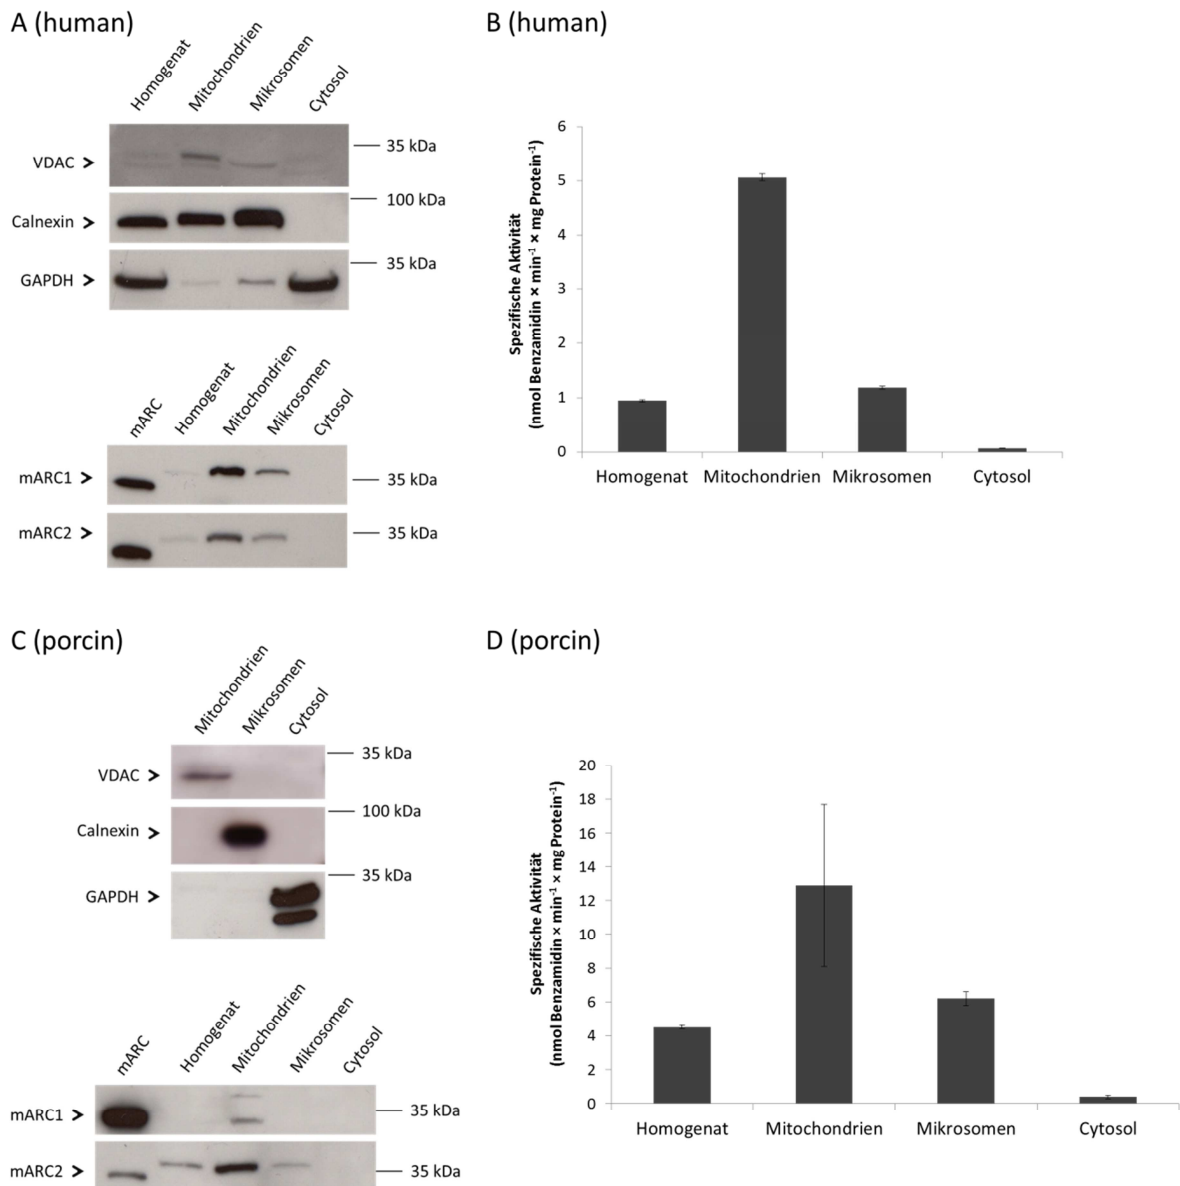 A (human)
Homogenat
Mitochondrien
Mikrosomen
Cytosol
VDAC
35 kDa
Calnexin
100 kDa
GAPDH
35 kDa
mARC
Homogenat
Mitochondrien
Mikrosomen
Cytosol
mARC1
35 kDa
mARC2
35 kDa
B (human)
Spezifische Aktivität
(nmol Benzamidin × min⁻¹ × mg Protein⁻¹)
6
5
4
3
2
1
0
Homogenat Mitochondrien Mikrosomen Cytosol
C (porcin)
Mitochondrien
Mikrosomen
Cytosol
VDAC
35 kDa
Calnexin
100 kDa
GAPDH
35 kDa
mARC
Homogenat
Mitochondrien
Mikrosomen
Cytosol
mARC1
35 kDa
mARC2
35 kDa
D (porcin)
Spezifische Aktivität
(nmol Benzamidin × min⁻¹ × mg Protein⁻¹)
20
18
16
14
12
10
8
6
4
2
0
Homogenat Mitochondrien Mikrosomen Cytosol